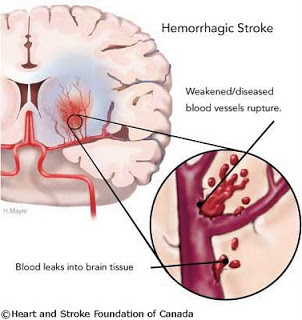 Hemorrhagic Stroke
Weakened/diseased
blood vessels rupture.
H.Mayer
Blood leaks into brain tissue
©Heart and Stroke Foundation of Canada